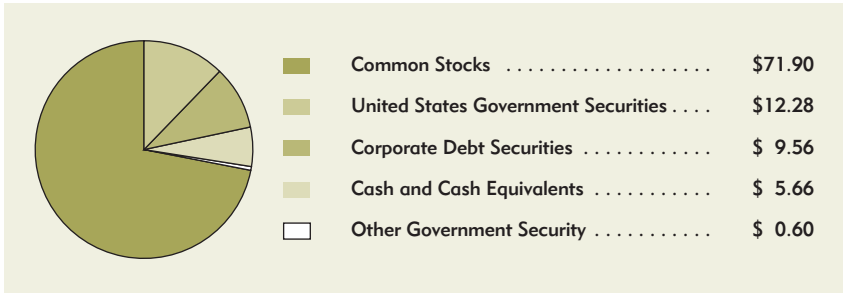 Common Stocks ................... $71.90
United States Government Securities.... $12.28
Corporate Debt Securities ............ $ 9.56
Cash and Cash Equivalents ........... $ 5.66
Other Government Security ........... $ 0.60